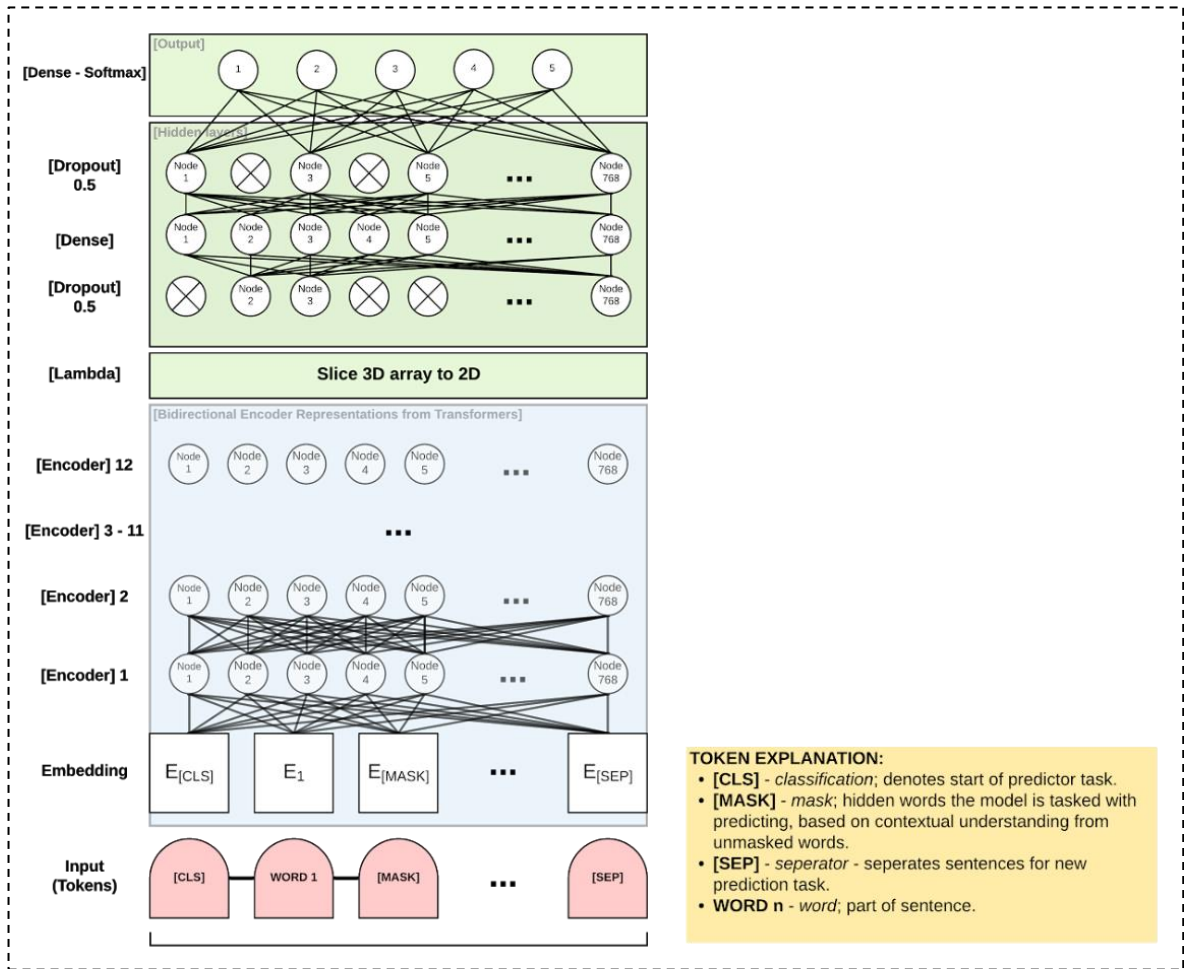 [Output]
[Dense - Softmax]
1 2 3 4 5
[Hidden layers]
[Dropout]
0.5
Node 1
Node 3
Node 5
...
Node 768
[Dense]
Node 1
Node 2
Node 3
Node 4
Node 5
...
Node 768
[Dropout]
0.5
Node 2
Node 3
...
Node 768
[Lambda]
Slice 3D array to 2D
[Bidirectional Encoder Representations from Transformers]
[Encoder] 12
Node 1
Node 2
Node 3
Node 4
Node 5
...
Node 768
[Encoder] 3 - 11
...
[Encoder] 2
Node 1
Node 2
Node 3
Node 4
Node 5
...
Node 768
[Encoder] 1
Node 1
Node 2
Node 3
Node 4
Node 5
...
Node 768
Embedding
E[CLS]
E1
E[MASK]
...
E[SEP]
Input
(Tokens)
[CLS]
WORD 1
[MASK]
...
[SEP]
TOKEN EXPLANATION:
• [CLS] - classification; denotes start of predictor task.
• [MASK] - mask; hidden words the model is tasked with
predicting, based on contextual understanding from
unmasked words.
• [SEP] - seperator - seperates sentences for new
prediction task.
• WORD n - word; part of sentence.